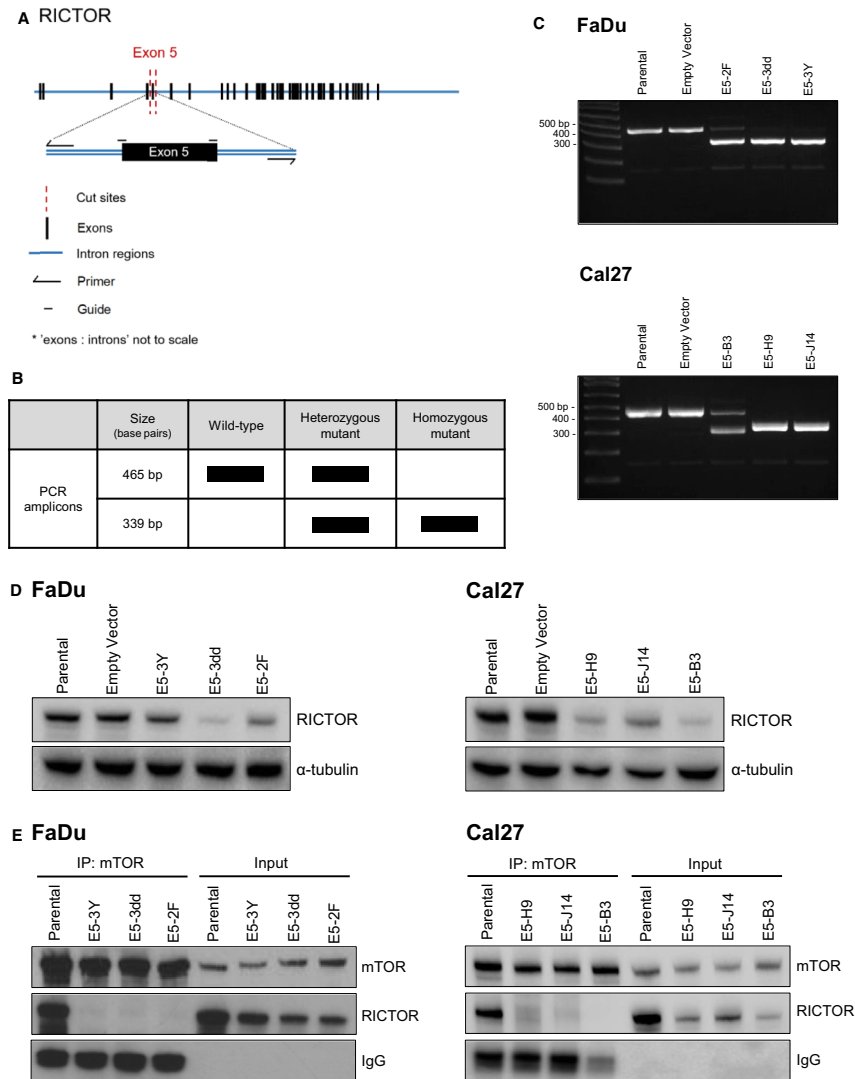 A RICTOR
Exon 5
Exon 5
Cut sites
Exons
Intron regions
Primer
Guide
* 'exons : introns' not to scale
B
Size (base pairs) Wild-type Heterozygous mutant Homozygous mutant
PCR amplicons
465 bp
339 bp
C FaDu
Parental Empty Vector E5-2F E5-3dd E5-3Y
500 bp -
400 -
300 -
Cal27
Parental Empty Vector E5-B3 E5-H9 E5-J14
500 bp -
400 -
300 -
D FaDu
Parental Empty Vector E5-3Y E5-3dd E5-2F
RICTOR
α-tubulin
Cal27
Parental Empty Vector E5-H9 E5-J14 E5-B3
RICTOR
α-tubulin
E FaDu
IP: mTOR Input
Parental E5-3Y E5-3dd E5-2F Parental E5-3Y E5-3dd E5-2F
mTOR
RICTOR
IgG
Cal27
IP: mTOR Input
Parental E5-H9 E5-J14 E5-B3 Parental E5-H9 E5-J14 E5-B3
mTOR
RICTOR
IgG